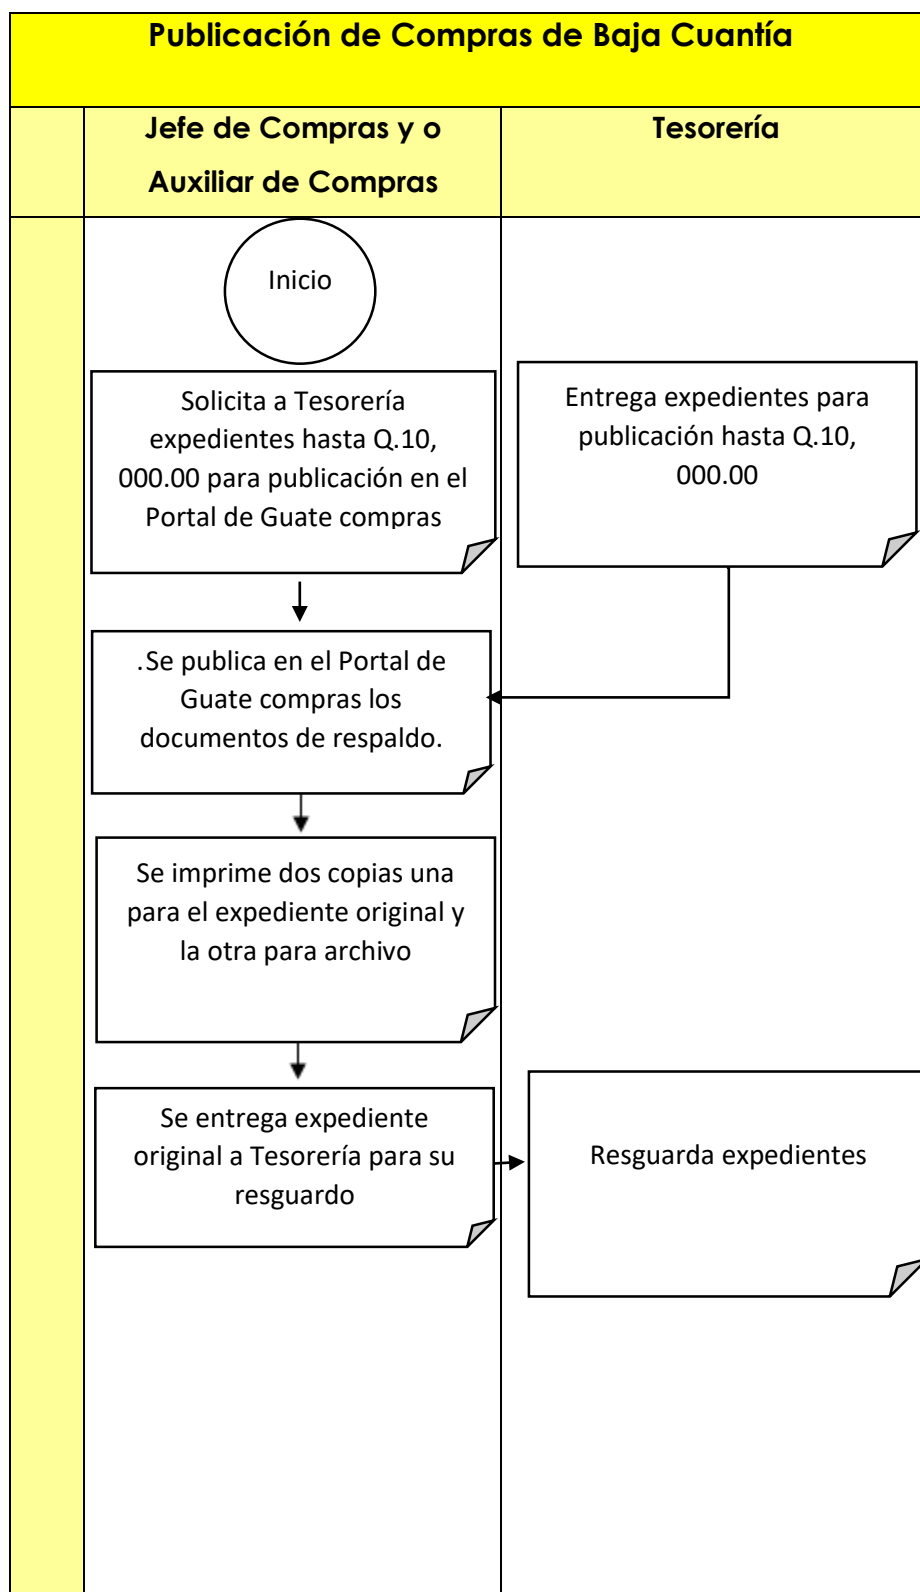 Publicación de Compras de Baja Cuantía
Jefe de Compras y o
Auxiliar de Compras
Tesorería
Inicio
Solicita a Tesorería
expedientes hasta Q.10,
000.00 para publicación en el
Portal de Guate compras
Entrega expedientes para
publicación hasta Q.10,
000.00
.Se publica en el Portal de
Guate compras los
documentos de respaldo.
Se imprime dos copias una
para el expediente original y
la otra para archivo
Se entrega expediente
original a Tesorería para su
resguardo
Resguarda expedientes